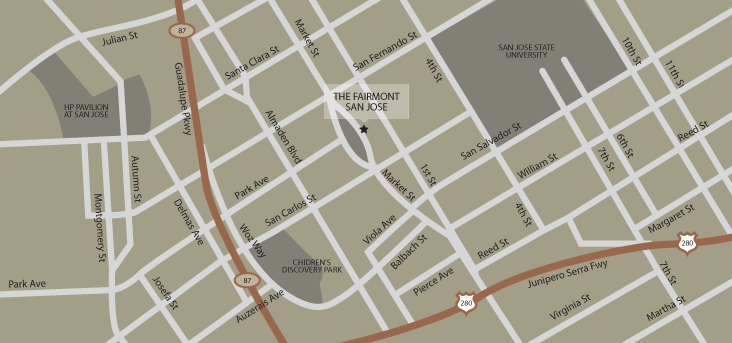 Julian St
87
Guadalupe Pkwy
Santa Clara St
Market St
San Fernando St
4th St
SAN JOSE STATE
UNIVERSITY
10th St
11th St
HP PAVILION
AT SAN JOSE
THE FAIRMONT
SAN JOSE
Almaden Blvd
Autumn St
Montgomery St
Delmas Ave
Park Ave
San Carlos St
Woz Way
Market St
1st St
San Salvador St
William St
7th St
6th St
Reed St
4th St
Viola Ave
Balbach St
Reed St
Margaret St
280
CHIDREN'S
DISCOVERY PARK
Park Ave
Josefa St
87
Auzerais Ave
Pierce Ave
280
Junipero Serra Fwy
Virginia St
7th St
Martha St